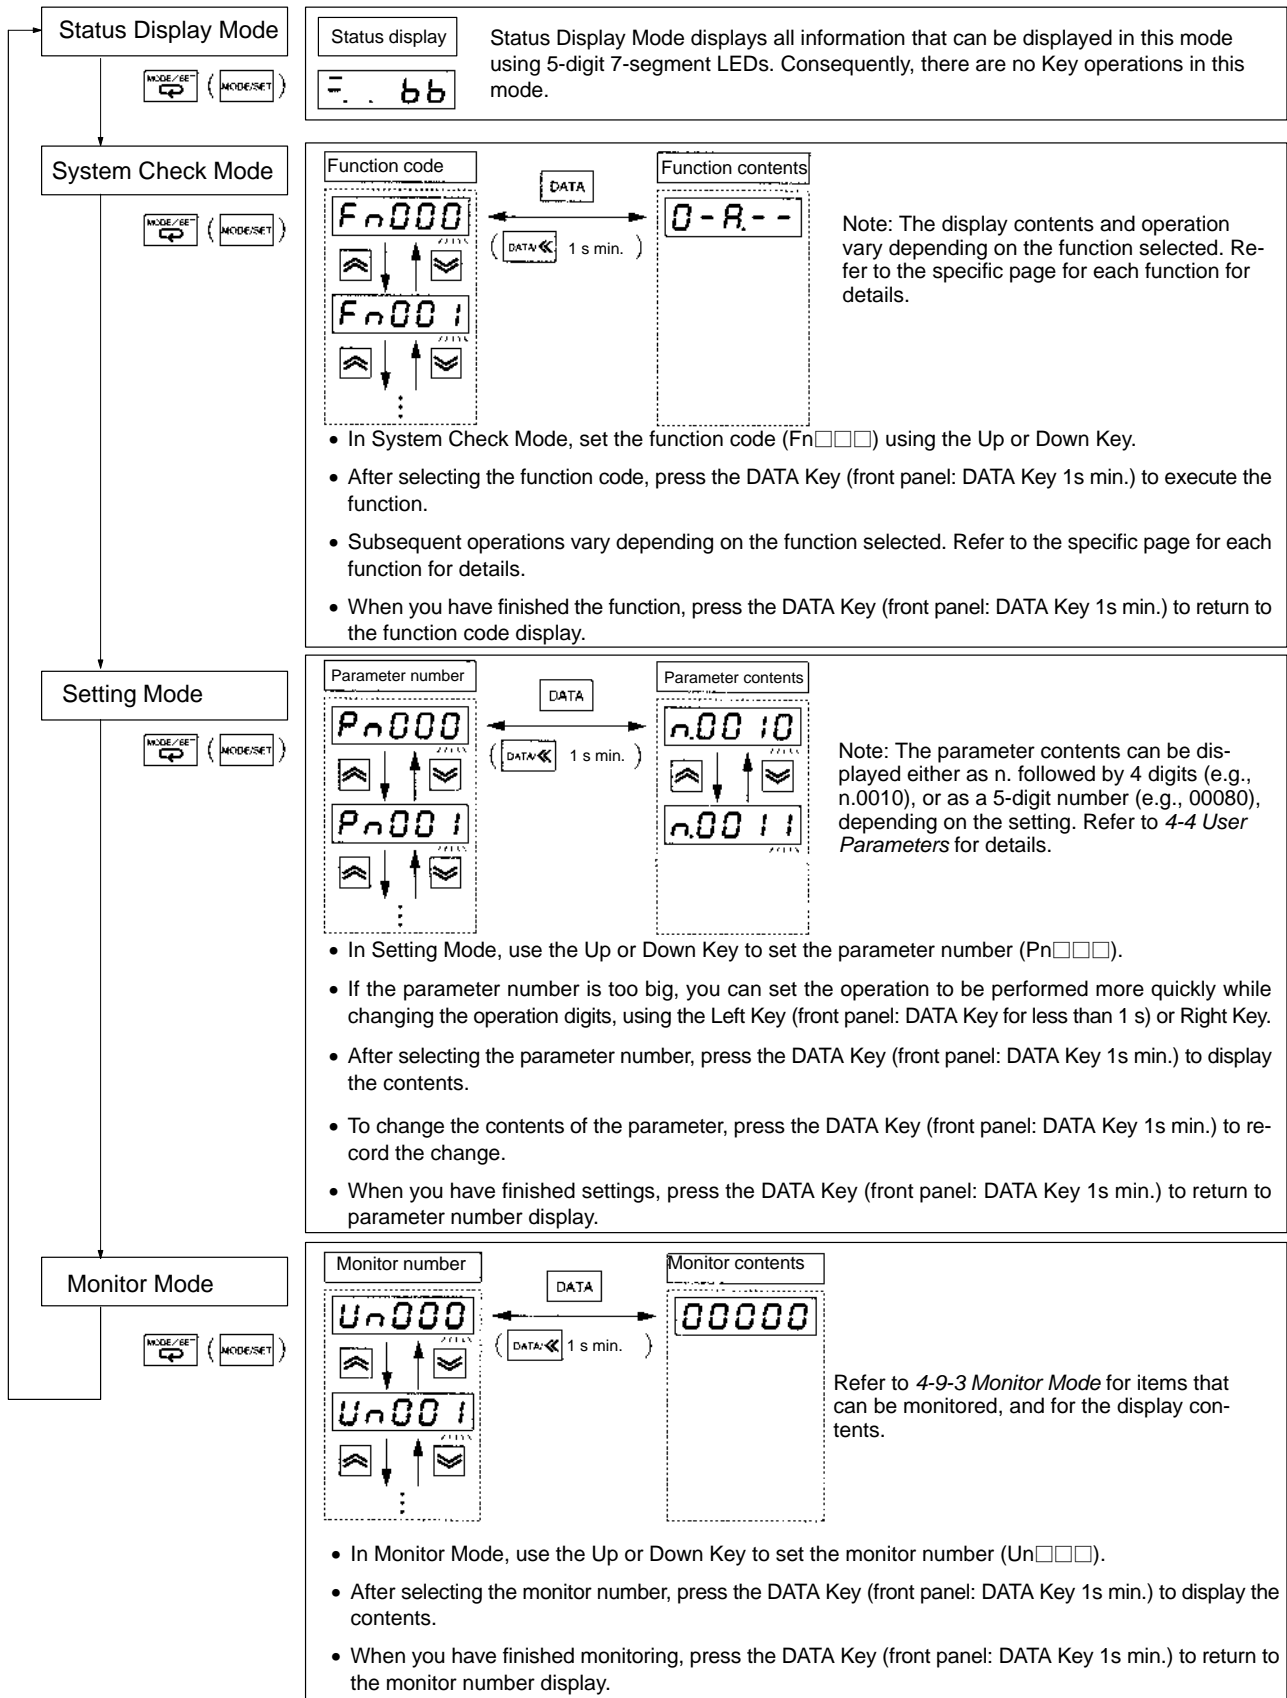 Status Display Mode
MODE/SET ( MODE/SET )
Status display
bb
Status Display Mode displays all information that can be displayed in this mode
using 5-digit 7-segment LEDs. Consequently, there are no Key operations in this
mode.
System Check Mode
MODE/SET ( MODE/SET )
Function code
DATA
Function contents
Fn000
( DATA/≪ 1 s min. )
0-A.--
Fn001
Note: The display contents and operation
vary depending on the function selected. Re-
fer to the specific page for each function for
details.
• In System Check Mode, set the function code (Fn□□□) using the Up or Down Key.
• After selecting the function code, press the DATA Key (front panel: DATA Key 1s min.) to execute the
function.
• Subsequent operations vary depending on the function selected. Refer to the specific page for each
function for details.
• When you have finished the function, press the DATA Key (front panel: DATA Key 1s min.) to return to
the function code display.
Setting Mode
MODE/SET ( MODE/SET )
Parameter number
DATA
Parameter contents
Pn000
( DATA/≪ 1 s min. )
n.0010
Pn001
n.0011
Note: The parameter contents can be dis-
played either as n. followed by 4 digits (e.g.,
n.0010), or as a 5-digit number (e.g., 00080),
depending on the setting. Refer to 4-4 User
Parameters for details.
• In Setting Mode, use the Up or Down Key to set the parameter number (Pn□□□).
• If the parameter number is too big, you can set the operation to be performed more quickly while
changing the operation digits, using the Left Key (front panel: DATA Key for less than 1 s) or Right Key.
• After selecting the parameter number, press the DATA Key (front panel: DATA Key 1s min.) to display
the contents.
• To change the contents of the parameter, press the DATA Key (front panel: DATA Key 1s min.) to re-
cord the change.
• When you have finished settings, press the DATA Key (front panel: DATA Key 1s min.) to return to
parameter number display.
Monitor Mode
MODE/SET ( MODE/SET )
Monitor number
DATA
Monitor contents
Un000
( DATA/≪ 1 s min. )
00000
Un001
Refer to 4-9-3 Monitor Mode for items that
can be monitored, and for the display con-
tents.
• In Monitor Mode, use the Up or Down Key to set the monitor number (Un□□□).
• After selecting the monitor number, press the DATA Key (front panel: DATA Key 1s min.) to display the
contents.
• When you have finished monitoring, press the DATA Key (front panel: DATA Key 1s min.) to return to
the monitor number display.